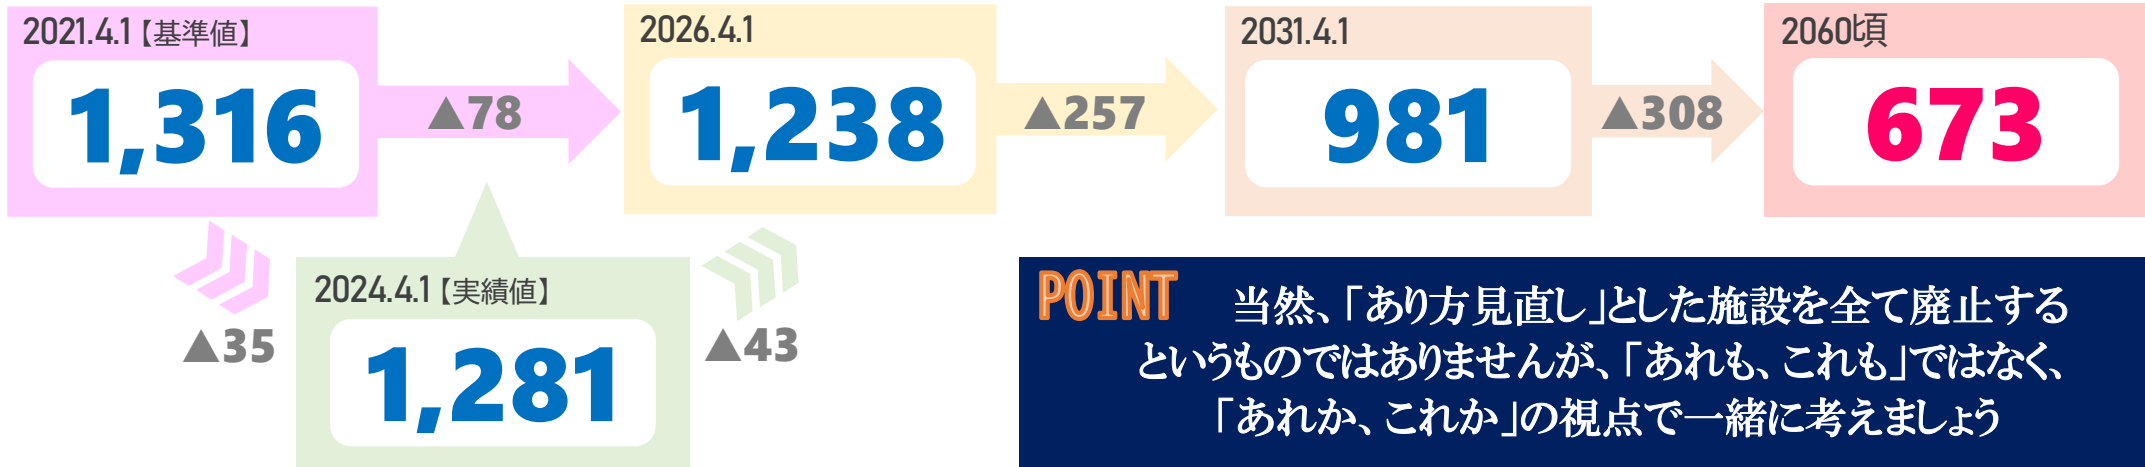 2021.4.1【基準値】
1,316
▲78
2026.4.1
1,238
▲257
2031.4.1
981
▲308
2060頃
673
▲35
2024.4.1【実績値】
1,281
▲43
POINT
当然、「あり方見直し」とした施設を全て廃止する
というものではありませんが、「あれも、これも」ではなく、
「あれか、これか」の視点で一緒に考えましょう